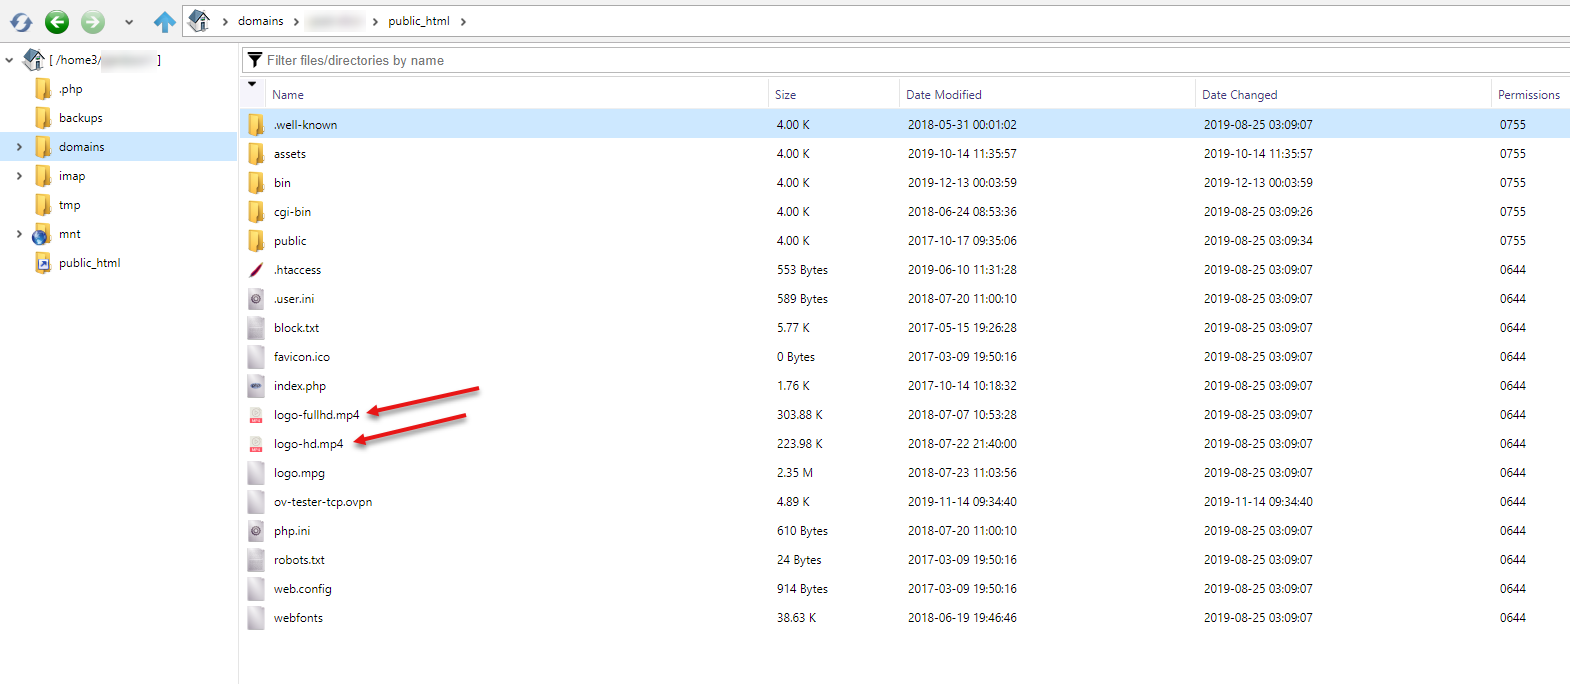 domains public_html
[ /home3/ ]
.php
backups
domains
imap
tmp
mnt
public_html
Filter files/directories by name
Name Size Date Modified Date Changed Permissions
.well-known 4.00 K 2018-05-31 00:01:02 2019-08-25 03:09:07 0755
assets 4.00 K 2019-10-14 11:35:57 2019-10-14 11:35:57 0755
bin 4.00 K 2019-12-13 00:03:59 2019-12-13 00:03:59 0755
cgi-bin 4.00 K 2018-06-24 08:53:36 2019-08-25 03:09:26 0755
public 4.00 K 2017-10-17 09:35:06 2019-08-25 03:09:34 0755
.htaccess 553 Bytes 2019-06-10 11:31:28 2019-08-25 03:09:07 0644
.user.ini 589 Bytes 2018-07-20 11:00:10 2019-08-25 03:09:07 0644
block.txt 5.77 K 2017-05-15 19:26:28 2019-08-25 03:09:07 0644
favicon.ico 0 Bytes 2017-03-09 19:50:16 2019-08-25 03:09:07 0644
index.php 1.76 K 2017-10-14 10:18:32 2019-08-25 03:09:07 0644
logo-fullhd.mp4 303.88 K 2018-07-07 10:53:28 2019-08-25 03:09:07 0644
logo-hd.mp4 223.98 K 2018-07-22 21:40:00 2019-08-25 03:09:07 0644
logo.mpg 2.35 M 2018-07-23 11:03:56 2019-08-25 03:09:07 0644
ov-tester-tcp.ovpn 4.89 K 2019-11-14 09:34:40 2019-11-14 09:34:40 0644
php.ini 610 Bytes 2018-07-20 11:00:10 2019-08-25 03:09:07 0644
robots.txt 24 Bytes 2017-03-09 19:50:16 2019-08-25 03:09:07 0644
web.config 914 Bytes 2017-03-09 19:50:16 2019-08-25 03:09:07 0644
webfonts 38.63 K 2018-06-19 19:46:46 2019-08-25 03:09:07 0644